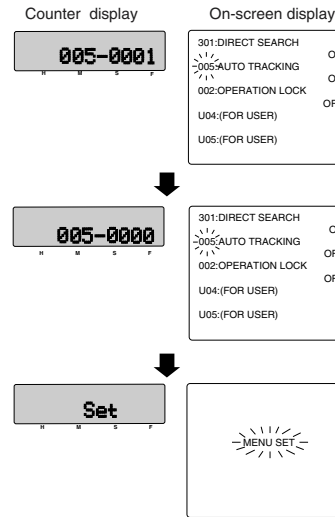 Counter display
On-screen display
005-0001
H M S F
301:DIRECT SEARCH
005:AUTO TRACKING
002:OPERATION LOCK
U04:(FOR USER)
U05:(FOR USER)
005-0000
H M S F
301:DIRECT SEARCH
005:AUTO TRACKING
002:OPERATION LOCK
U04:(FOR USER)
U05:(FOR USER)
Set
H M S F
MENU SET